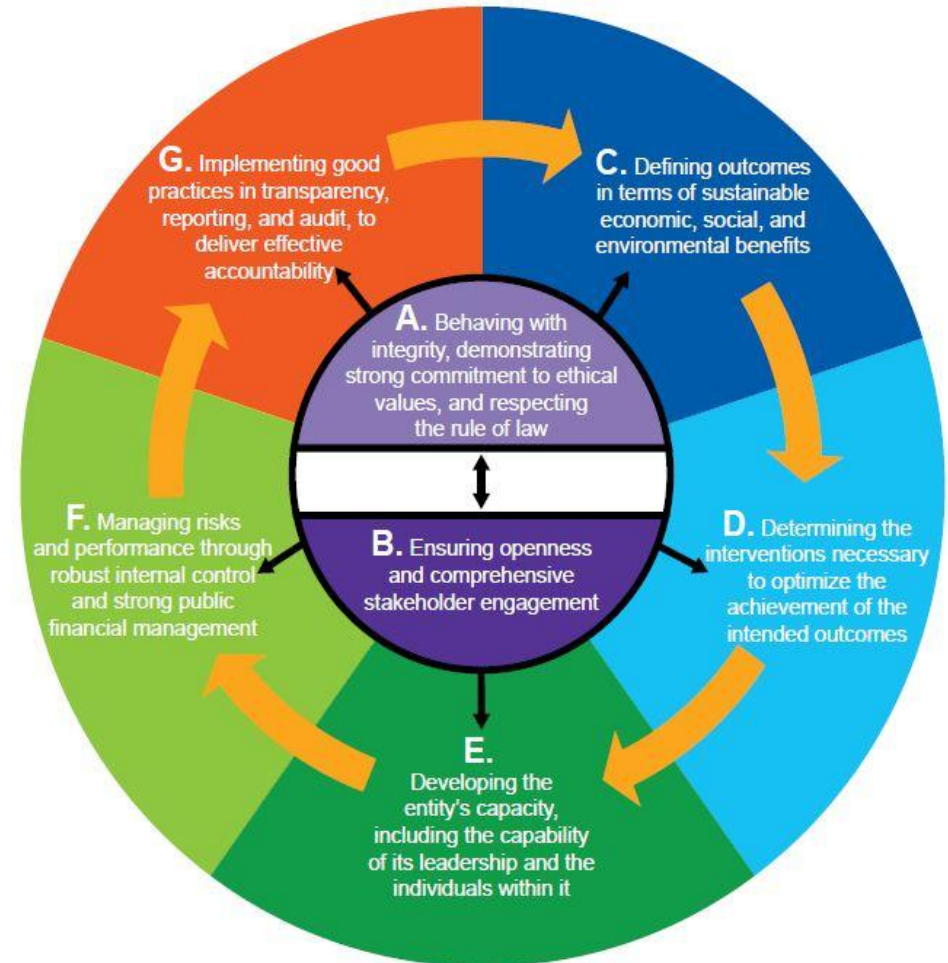 G. Implementing good
practices in transparency,
reporting, and audit, to
deliver effective
accountability
C. Defining outcomes
in terms of sustainable
economic, social, and
environmental benefits
A. Behaving with
integrity, demonstrating
strong commitment to ethical
values, and respecting
the rule of law
B. Ensuring openness
and comprehensive
stakeholder engagement
F. Managing risks
and performance through
robust internal control
and strong public
financial management
D. Determining the
interventions necessary
to optimize the
achievement of the
intended outcomes
E.
Developing the
entity's capacity,
including the capability
of its leadership and the
individuals within it